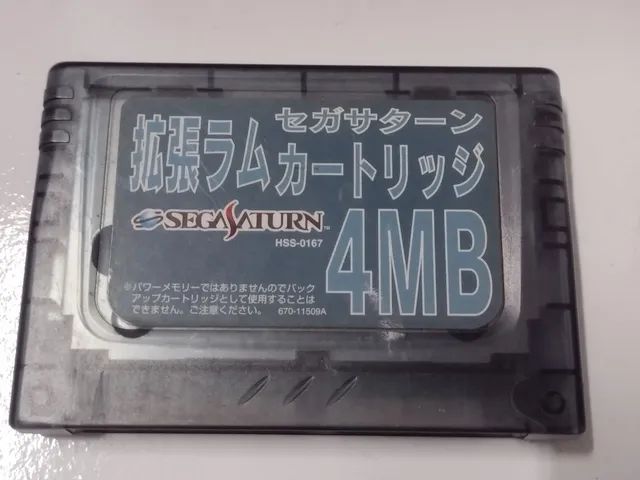 セガサターン
拡張ラムカートリッジ
SEGASATURN™
HSS-0167
4MB
※パワーメモリーではありませんのでバック
アップカートリッジとして使用することは
できません。ご注意ください。 670-11509A